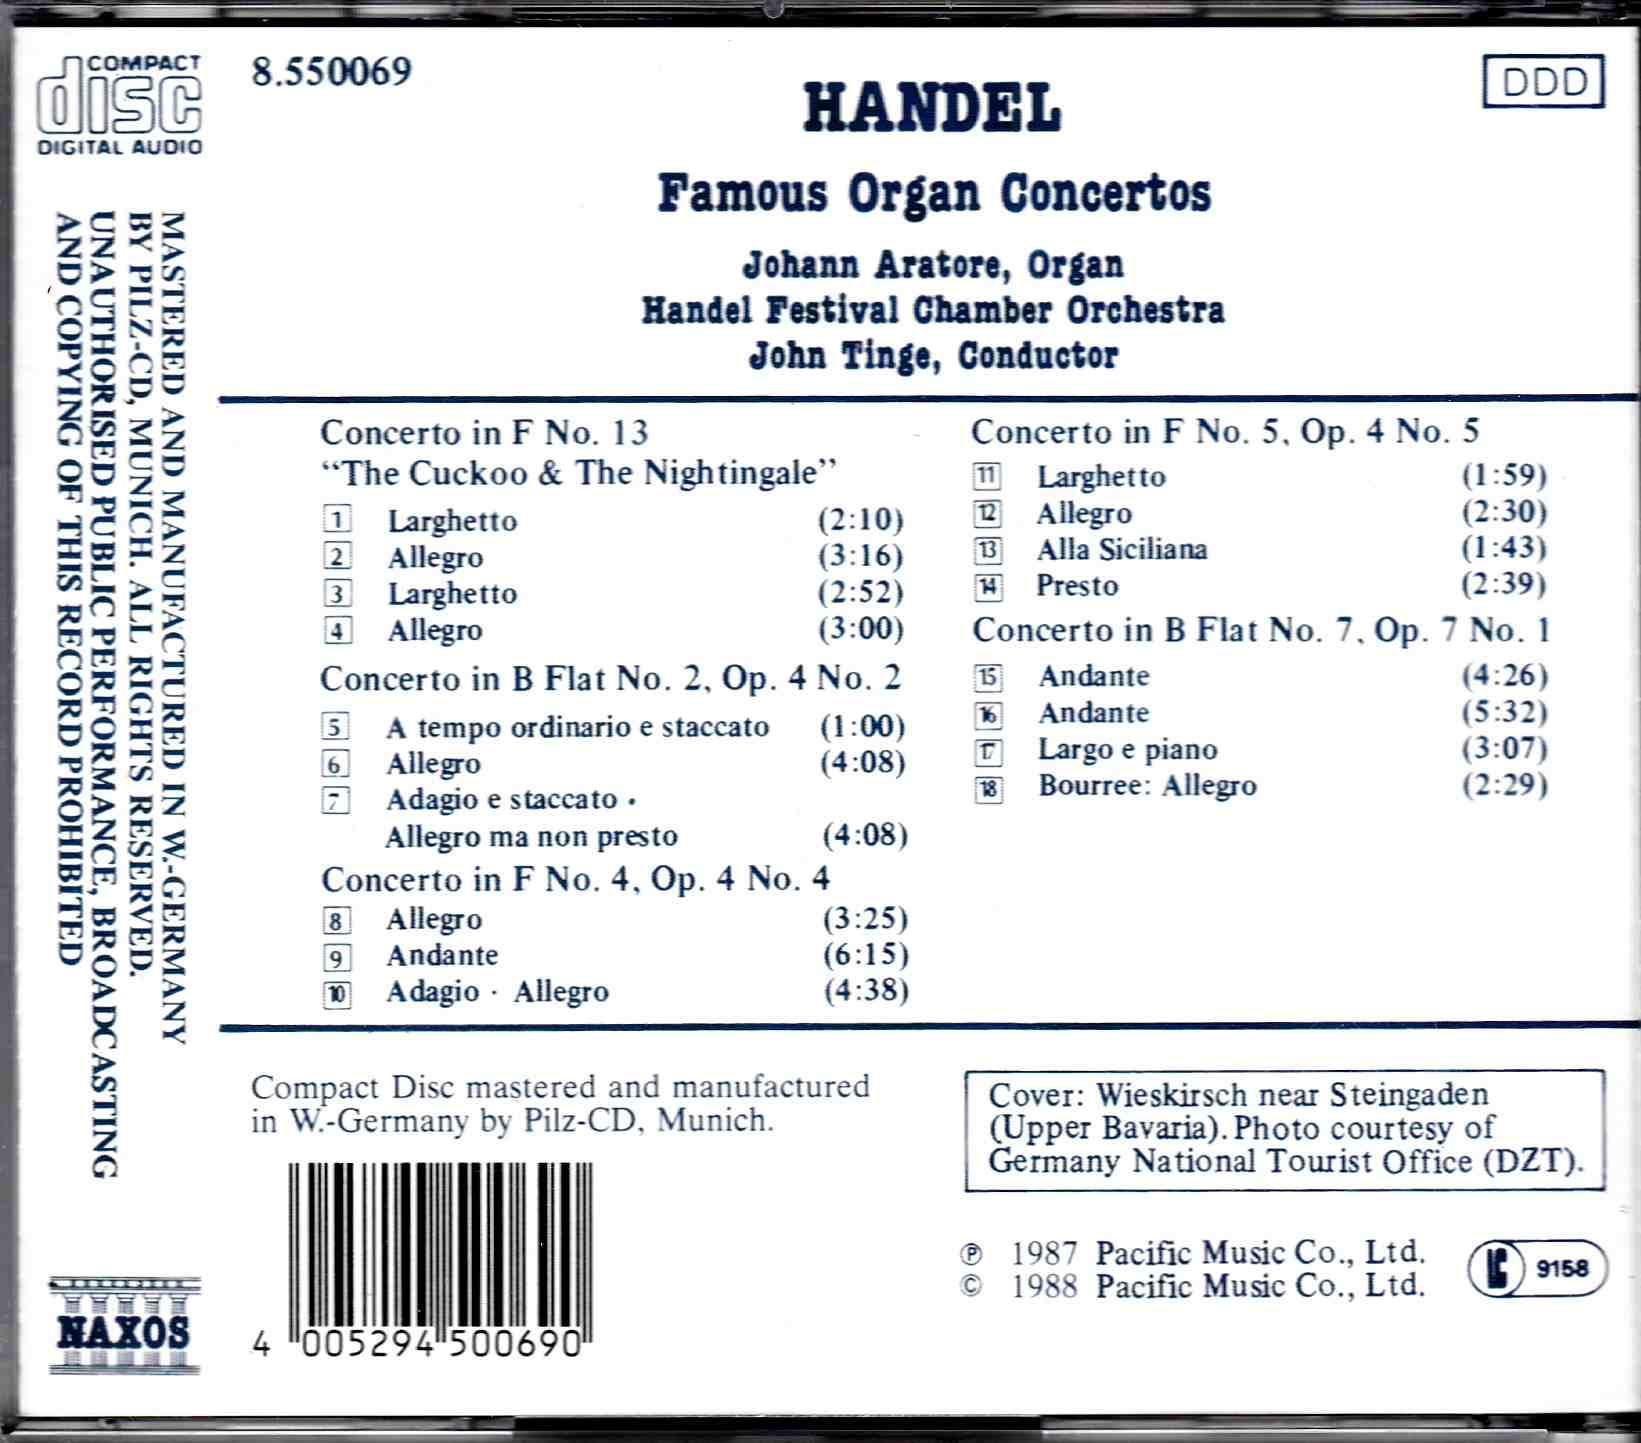 COMPACT
disc
DIGITAL AUDIO
8.550069
DDD
HANDEL
Famous Organ Concertos
Johann Aratore, Organ
Handel Festival Chamber Orchestra
John Tinge, Conductor
MASTERED AND MANUFACTURED IN W.-GERMANY
BY PILZ-CD, MUNICH. ALL RIGHTS RESERVED.
UNAUTHORISED PUBLIC PERFORMANCE, BROADCASTING
AND COPYING OF THIS RECORD PROHIBITED
Concerto in F No. 13
“The Cuckoo & The Nightingale”
1 Larghetto (2:10)
2 Allegro (3:16)
3 Larghetto (2:52)
4 Allegro (3:00)
Concerto in B Flat No. 2, Op. 4 No. 2
5 A tempo ordinario e staccato (1:00)
6 Allegro (4:08)
7 Adagio e staccato ·
Allegro ma non presto (4:08)
Concerto in F No. 4, Op. 4 No. 4
8 Allegro (3:25)
9 Andante (6:15)
10 Adagio · Allegro (4:38)
Concerto in F No. 5, Op. 4 No. 5
11 Larghetto (1:59)
12 Allegro (2:30)
13 Alla Siciliana (1:43)
14 Presto (2:39)
Concerto in B Flat No. 7, Op. 7 No. 1
15 Andante (4:26)
16 Andante (5:32)
17 Largo e piano (3:07)
18 Bourree: Allegro (2:29)
Compact Disc mastered and manufactured
in W.-Germany by Pilz-CD, Munich.
4 005294 500690
Cover: Wieskirsch near Steingaden
(Upper Bavaria). Photo courtesy of
Germany National Tourist Office (DZT).
℗ 1987 Pacific Music Co., Ltd.
© 1988 Pacific Music Co., Ltd.
LC 9158
NAXOS